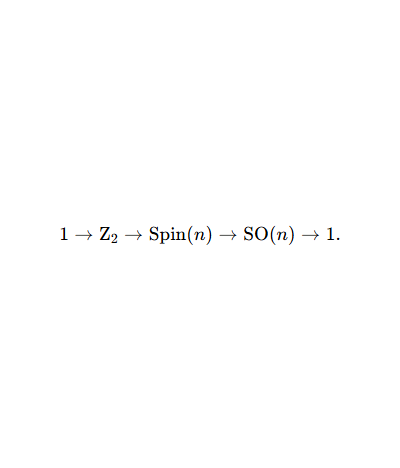 1 → Z₂ → Spin(n) → SO(n) → 1.